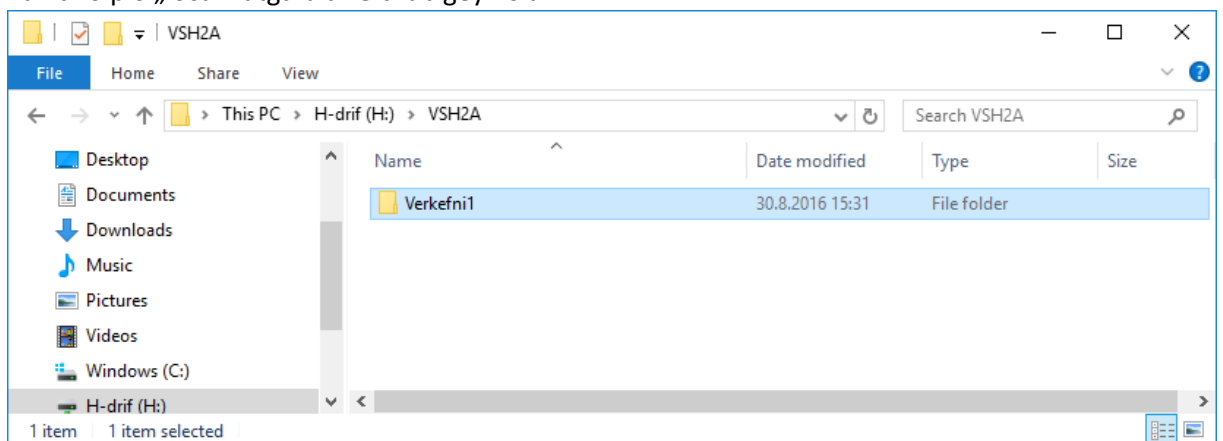 VSH2A
File Home Share View
This PC > H-drif (H:) > VSH2A Search VSH2A
Name Date modified Type Size
Desktop
Verkefni1 30.8.2016 15:31 File folder
Documents
Downloads
Music
Pictures
Videos
Windows (C:)
H-drif (H:)
1 item 1 item selected